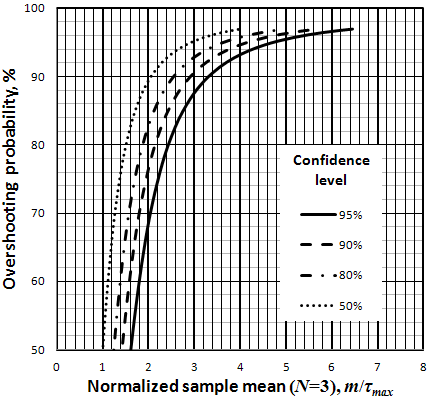 Overshooting probability, %
100
90
80
70
60
50
0 1 2 3 4 5 6 7 8
Normalized sample mean (N=3), m/τmax
Confidence
level
95%
90%
80%
50%